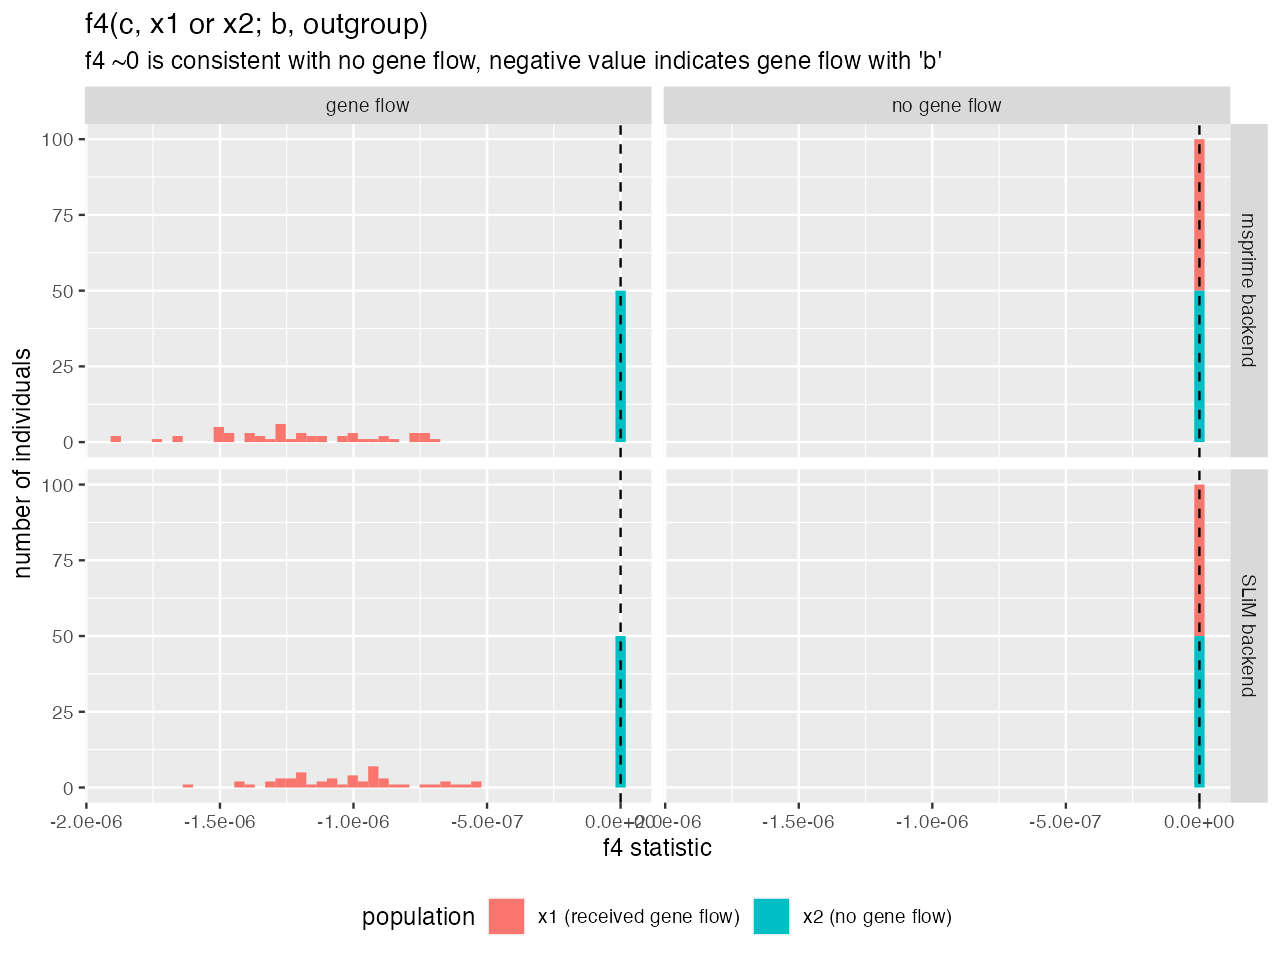 f4(c, x1 or x2; b, outgroup)
f4 ~0 is consistent with no gene flow, negative value indicates gene flow with 'b'
gene flow
no gene flow
100
75
50
25
0
msprime backend
100
75
50
25
0
SLiM backend
number of individuals
-2.0e-06 -1.5e-06 -1.0e-06 -5.0e-07 0.0e+00
-2.0e-06 -1.5e-06 -1.0e-06 -5.0e-07 0.0e+00
f4 statistic
population x1 (received gene flow) x2 (no gene flow)